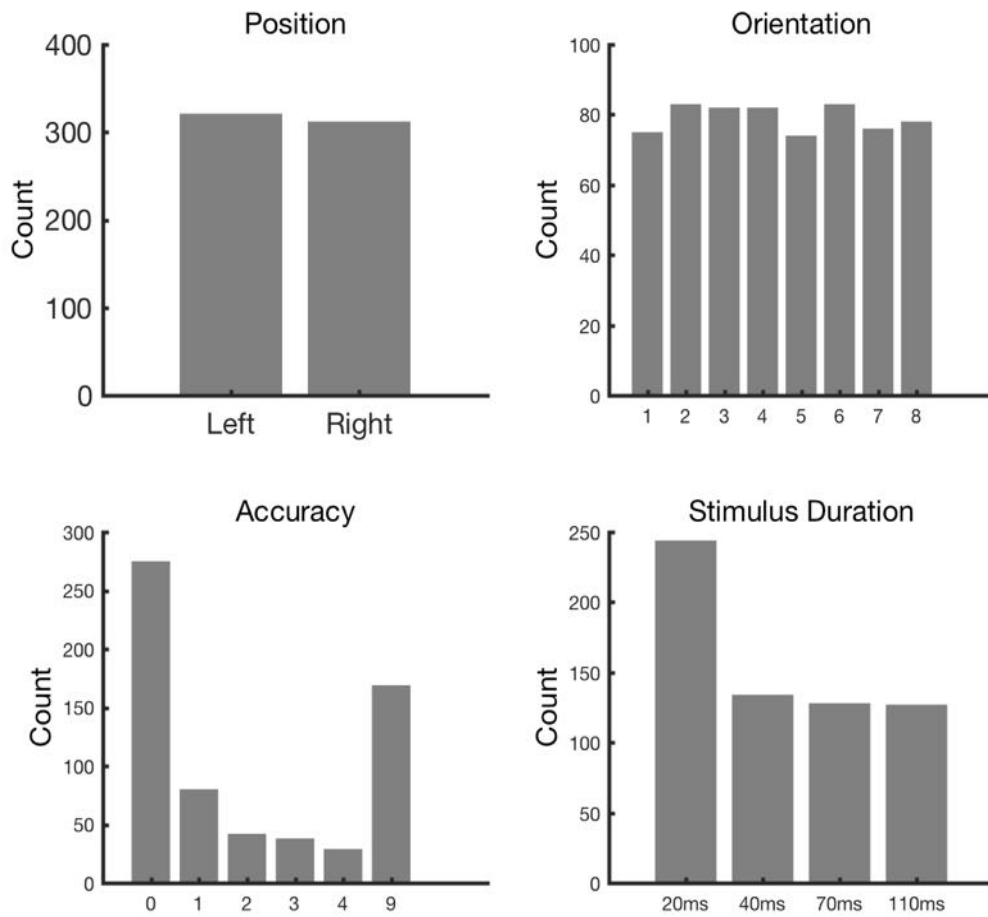 Position
Count
400
300
200
100
0
Left Right
Orientation
Count
100
80
60
40
20
0
1 2 3 4 5 6 7 8
Accuracy
Count
300
250
200
150
100
50
0
0 1 2 3 4 9
Stimulus Duration
Count
250
200
150
100
50
0
20ms 40ms 70ms 110ms